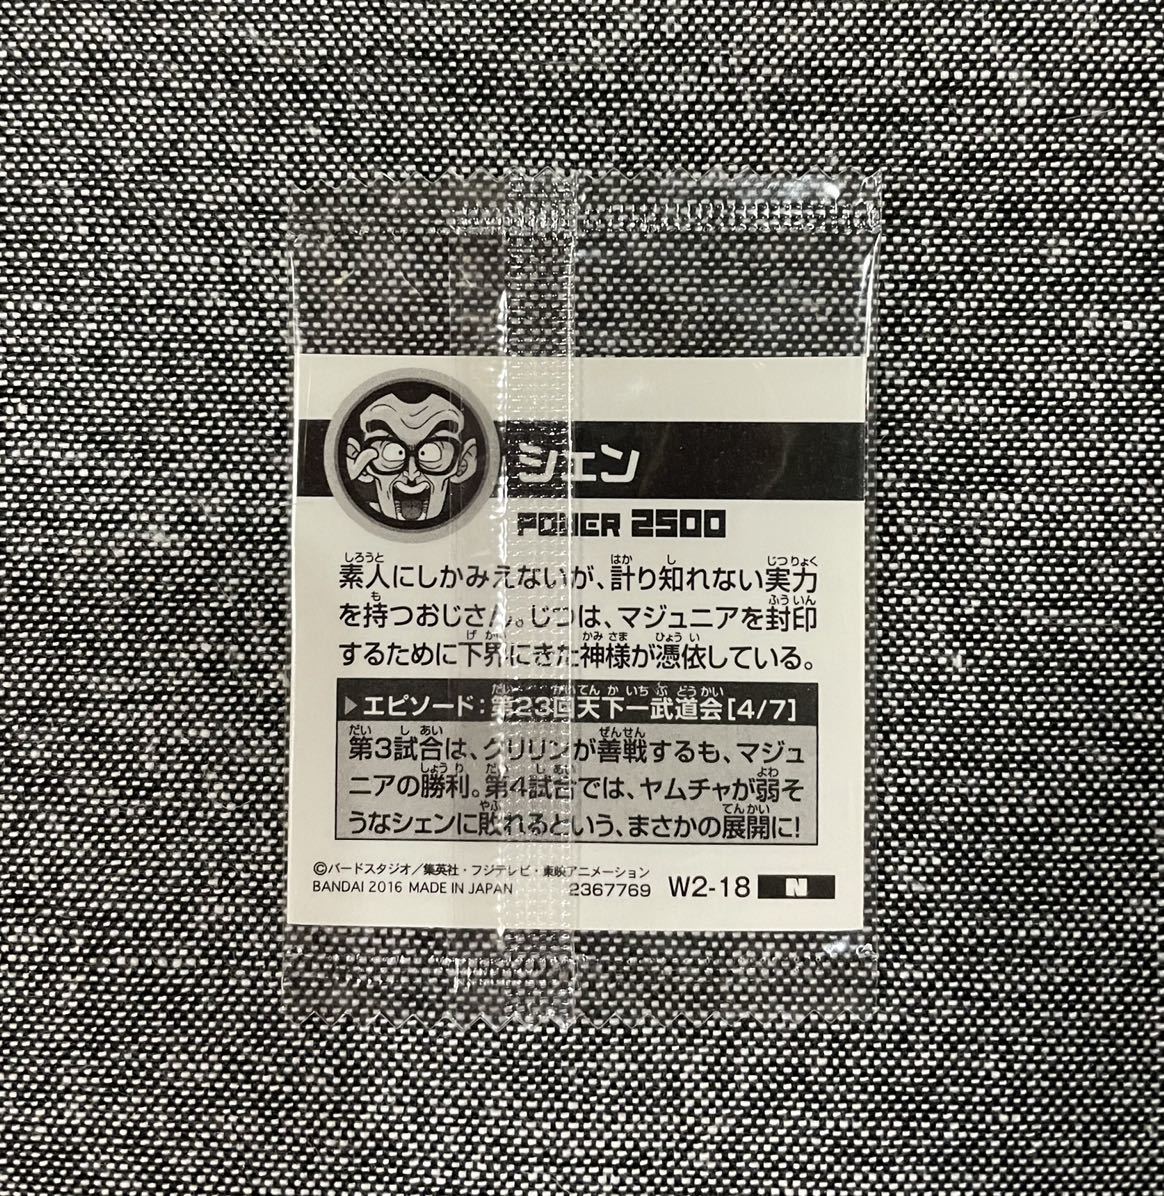 シェン
POWER 2500
素人にしかみえないが、計り知れない実力
を持つおじさん。じつは、マジュニアを封印
するために下界にきた神様が憑依している。
▶エピソード:第23回天下一武道会[4/7]
第3試合は、クリリンが善戦するも、マジュ
ニアの勝利。第4試合では、ヤムチャが弱そ
うなシェンに敗れるという、まさかの展開に!
©バードスタジオ/集英社・フジテレビ・東映アニメーション
BANDAI 2016 MADE IN JAPAN 2367769 W2-18 N